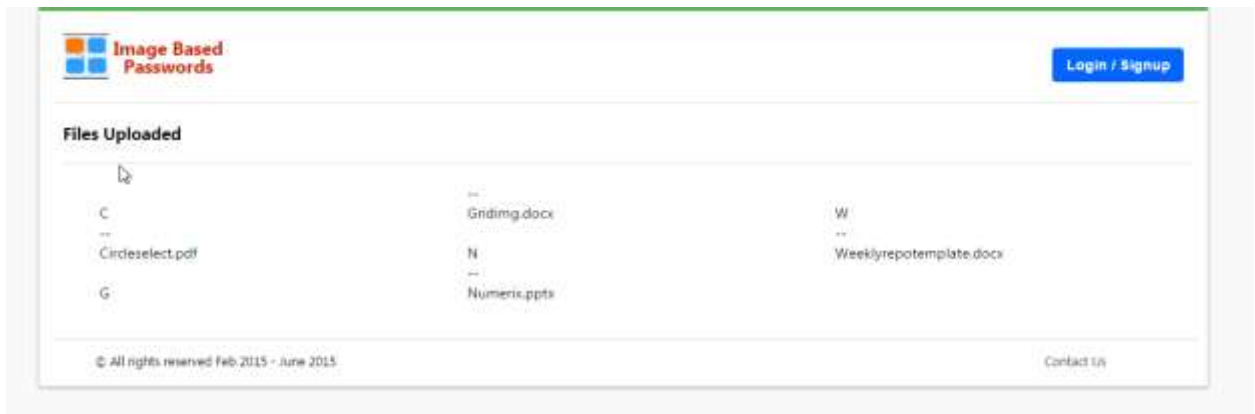 Image Based
Passwords
Login / Signup
Files Uploaded
C
--
Circleselect.pdf
G
--
Gridimg.docx
N
--
Numerix.pptx
W
--
Weeklyrepotemplate.docx
© All rights reserved Feb 2015 - June 2015
Contact Us